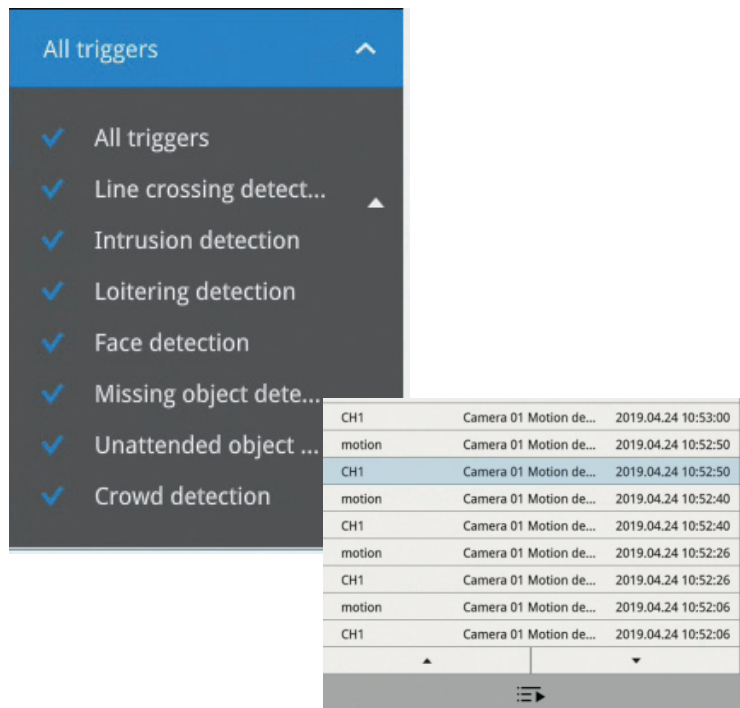 All triggers
All triggers
Line crossing detect...
Intrusion detection
Loitering detection
Face detection
Missing object dete...
Unattended object ...
Crowd detection
CH1 Camera 01 Motion de... 2019.04.24 10:53:00
motion Camera 01 Motion de... 2019.04.24 10:52:50
CH1 Camera 01 Motion de... 2019.04.24 10:52:50
motion Camera 01 Motion de... 2019.04.24 10:52:40
CH1 Camera 01 Motion de... 2019.04.24 10:52:40
motion Camera 01 Motion de... 2019.04.24 10:52:26
CH1 Camera 01 Motion de... 2019.04.24 10:52:26
motion Camera 01 Motion de... 2019.04.24 10:52:06
CH1 Camera 01 Motion de... 2019.04.24 10:52:06